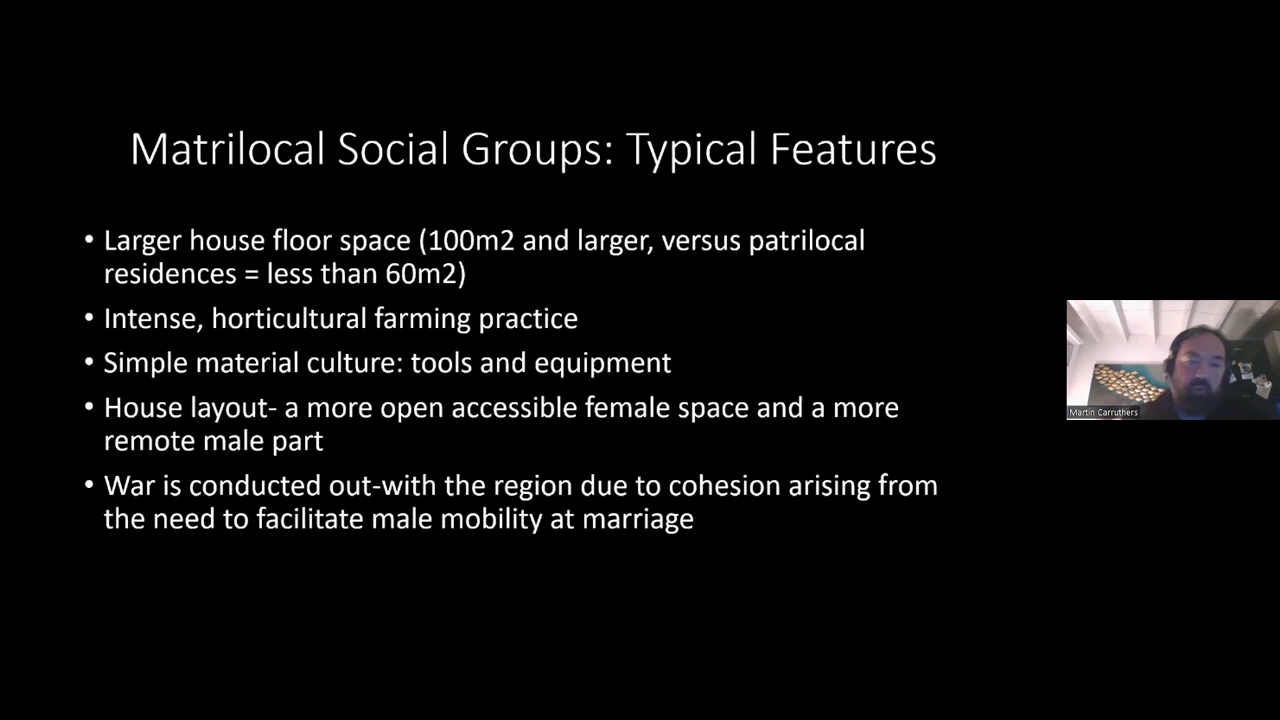 Matrilocal Social Groups: Typical Features
• Larger house floor space (100m2 and larger, versus patrilocal
residences = less than 60m2)
• Intense, horticultural farming practice
• Simple material culture: tools and equipment
• House layout- a more open accessible female space and a more
remote male part
• War is conducted out-with the region due to cohesion arising from
the need to facilitate male mobility at marriage
Martin Carruthers